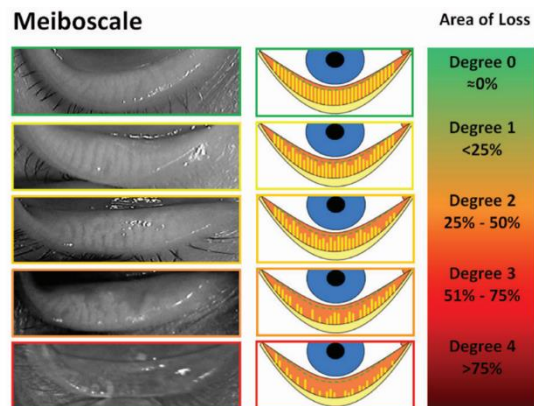 Meiboscale
Area of Loss
Degree 0
≈0%
Degree 1
<25%
Degree 2
25% - 50%
Degree 3
51% - 75%
Degree 4
>75%